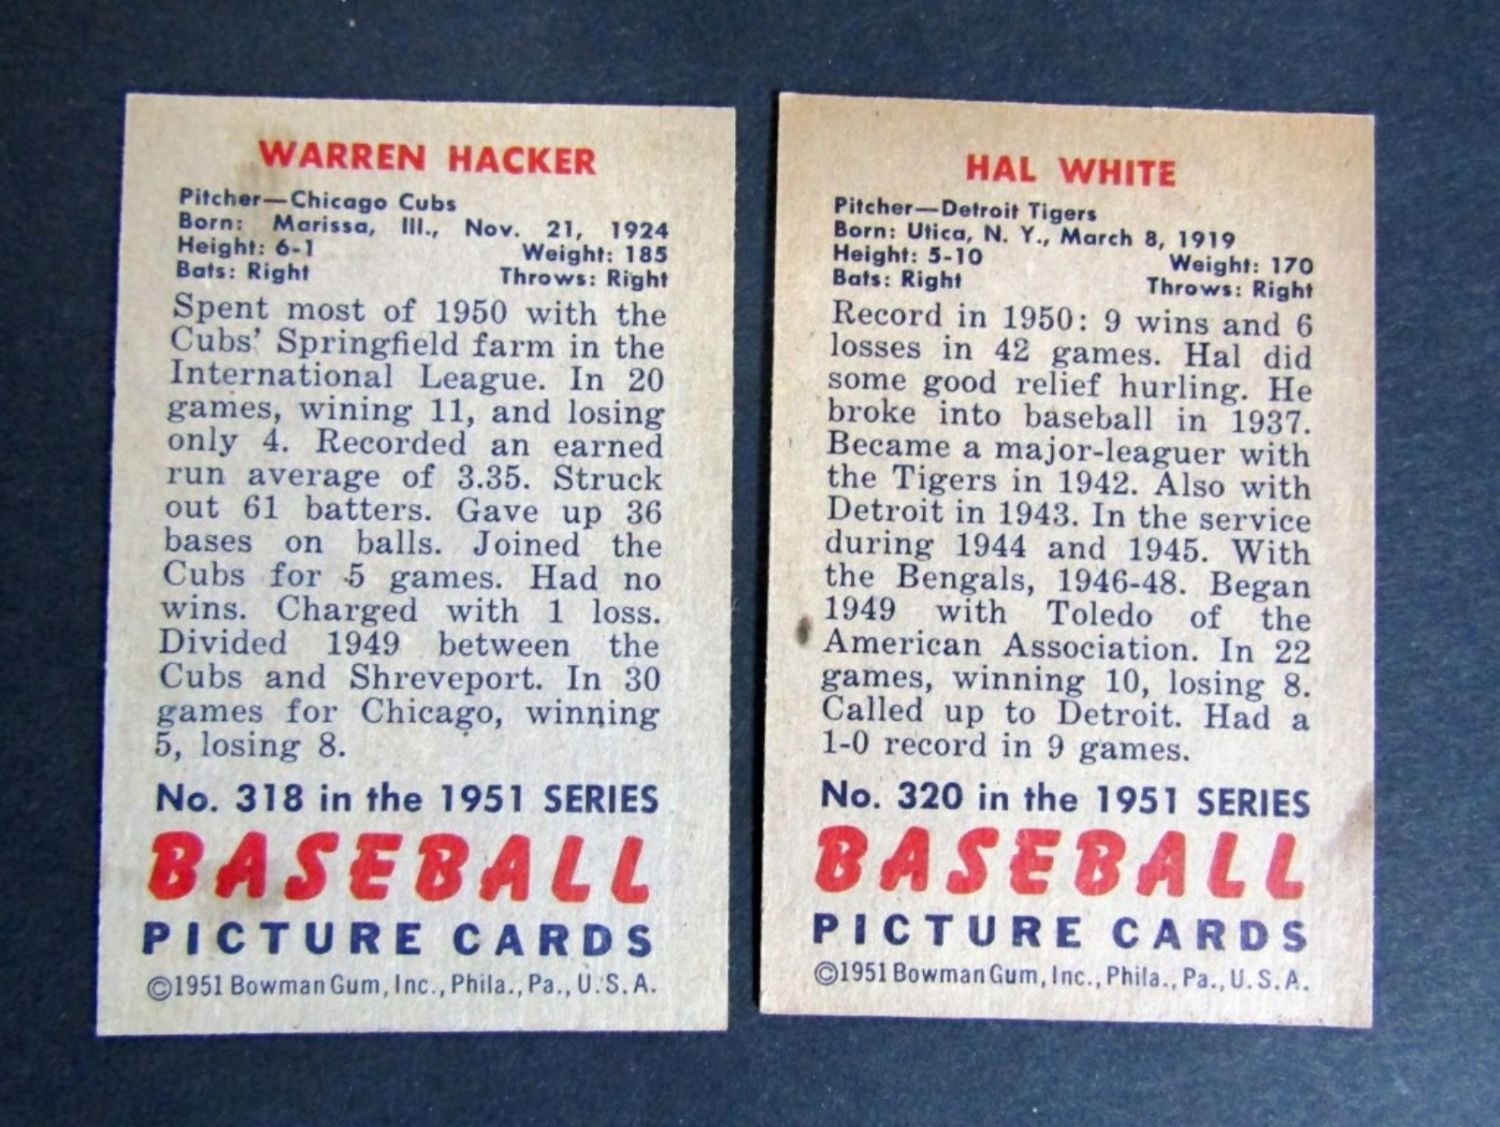 WARREN HACKER
Pitcher—Chicago Cubs
Born: Marissa, Ill., Nov. 21, 1924
Height: 6-1 Weight: 185
Bats: Right Throws: Right
Spent most of 1950 with the
Cubs' Springfield farm in the
International League. In 20
games, wining 11, and losing
only 4. Recorded an earned
run average of 3.35. Struck
out 61 batters. Gave up 36
bases on balls. Joined the
Cubs for 5 games. Had no
wins. Charged with 1 loss.
Divided 1949 between the
Cubs and Shreveport. In 30
games for Chicago, winning
5, losing 8.
No. 318 in the 1951 SERIES
BASEBALL
PICTURE CARDS
©1951 Bowman Gum, Inc., Phila., Pa., U.S.A.
HAL WHITE
Pitcher—Detroit Tigers
Born: Utica, N. Y., March 8, 1919
Height: 5-10 Weight: 170
Bats: Right Throws: Right
Record in 1950: 9 wins and 6
losses in 42 games. Hal did
some good relief hurling. He
broke into baseball in 1937.
Became a major-leaguer with
the Tigers in 1942. Also with
Detroit in 1943. In the service
during 1944 and 1945. With
the Bengals, 1946-48. Began
1949 with Toledo of the
American Association. In 22
games, winning 10, losing 8.
Called up to Detroit. Had a
1-0 record in 9 games.
No. 320 in the 1951 SERIES
BASEBALL
PICTURE CARDS
©1951 Bowman Gum, Inc., Phila., Pa., U.S.A.